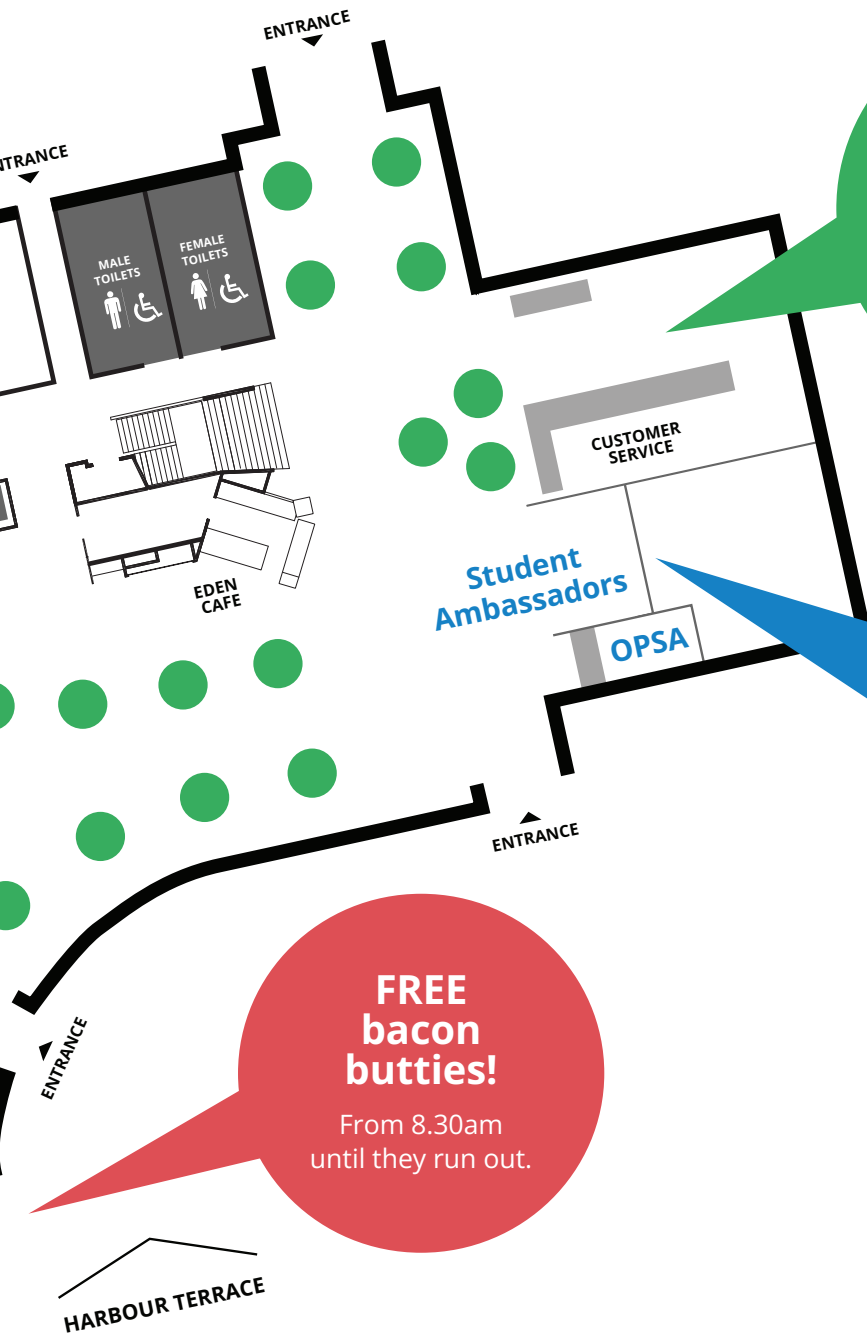 ENTRANCE
NTRANCE
MALE
TOILETS
FEMALE
TOILETS
CUSTOMER
SERVICE
Student
Ambassadors
OPSA
EDEN
CAFE
ENTRANCE
FREE
bacon
butties!
From 8.30am
until they run out.
ENTRANCE
HARBOUR TERRACE